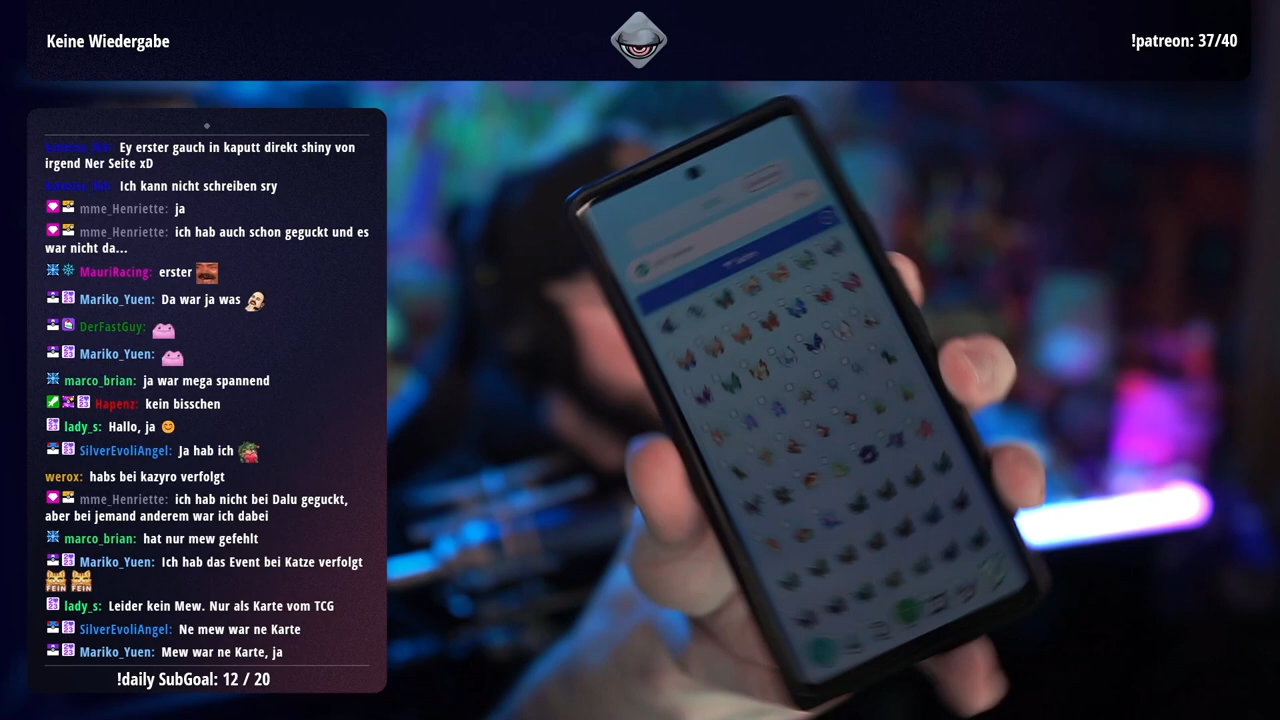 Keine Wiedergabe
!patreon: 37/40
Ey erster gauch in kaputt direkt shiny von
irgend Ner Seite xD
Ich kann nicht schreiben sry
mme_Henriette: ja
mme_Henriette: ich hab auch schon geguckt und es
war nicht da...
MauriRacing: erster
Mariko_Yuen: Da war ja was
DerFastGuy:
Mariko_Yuen:
marco_brian: ja war mega spannend
Hapenz: kein bisschen
lady_s: Hallo, ja
SilverEvoliAngel: Ja hab ich
werox: habs bei kazyro verfolgt
mme_Henriette: ich hab nicht bei Dalu geguckt,
aber bei jemand anderem war ich dabei
marco_brian: hat nur mew gefehlt
Mariko_Yuen: Ich hab das Event bei Katze verfolgt
FEIN FEIN
lady_s: Leider kein Mew. Nur als Karte vom TCG
SilverEvoliAngel: Ne mew war ne Karte
Mariko_Yuen: Mew war ne Karte, ja
!daily SubGoal: 12 / 20